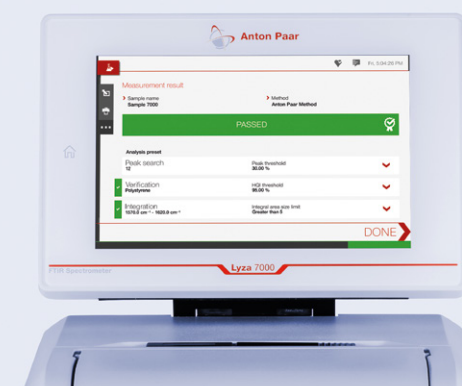 Anton Paar
Fri, 5:04:26 PM
Measurement result
Sample name
Sample 7000
Method
Anton Paar Method
PASSED
Analysis preset
Peak search
12
Peak threshold
30.00 %
Verification
Polystyrene
HQI threshold
95.00 %
Integration
1570.0 cm⁻¹ - 1620.0 cm⁻¹
Integral area size limit
Greater than 5
DONE
FTIR Spectrometer
Lyza 7000